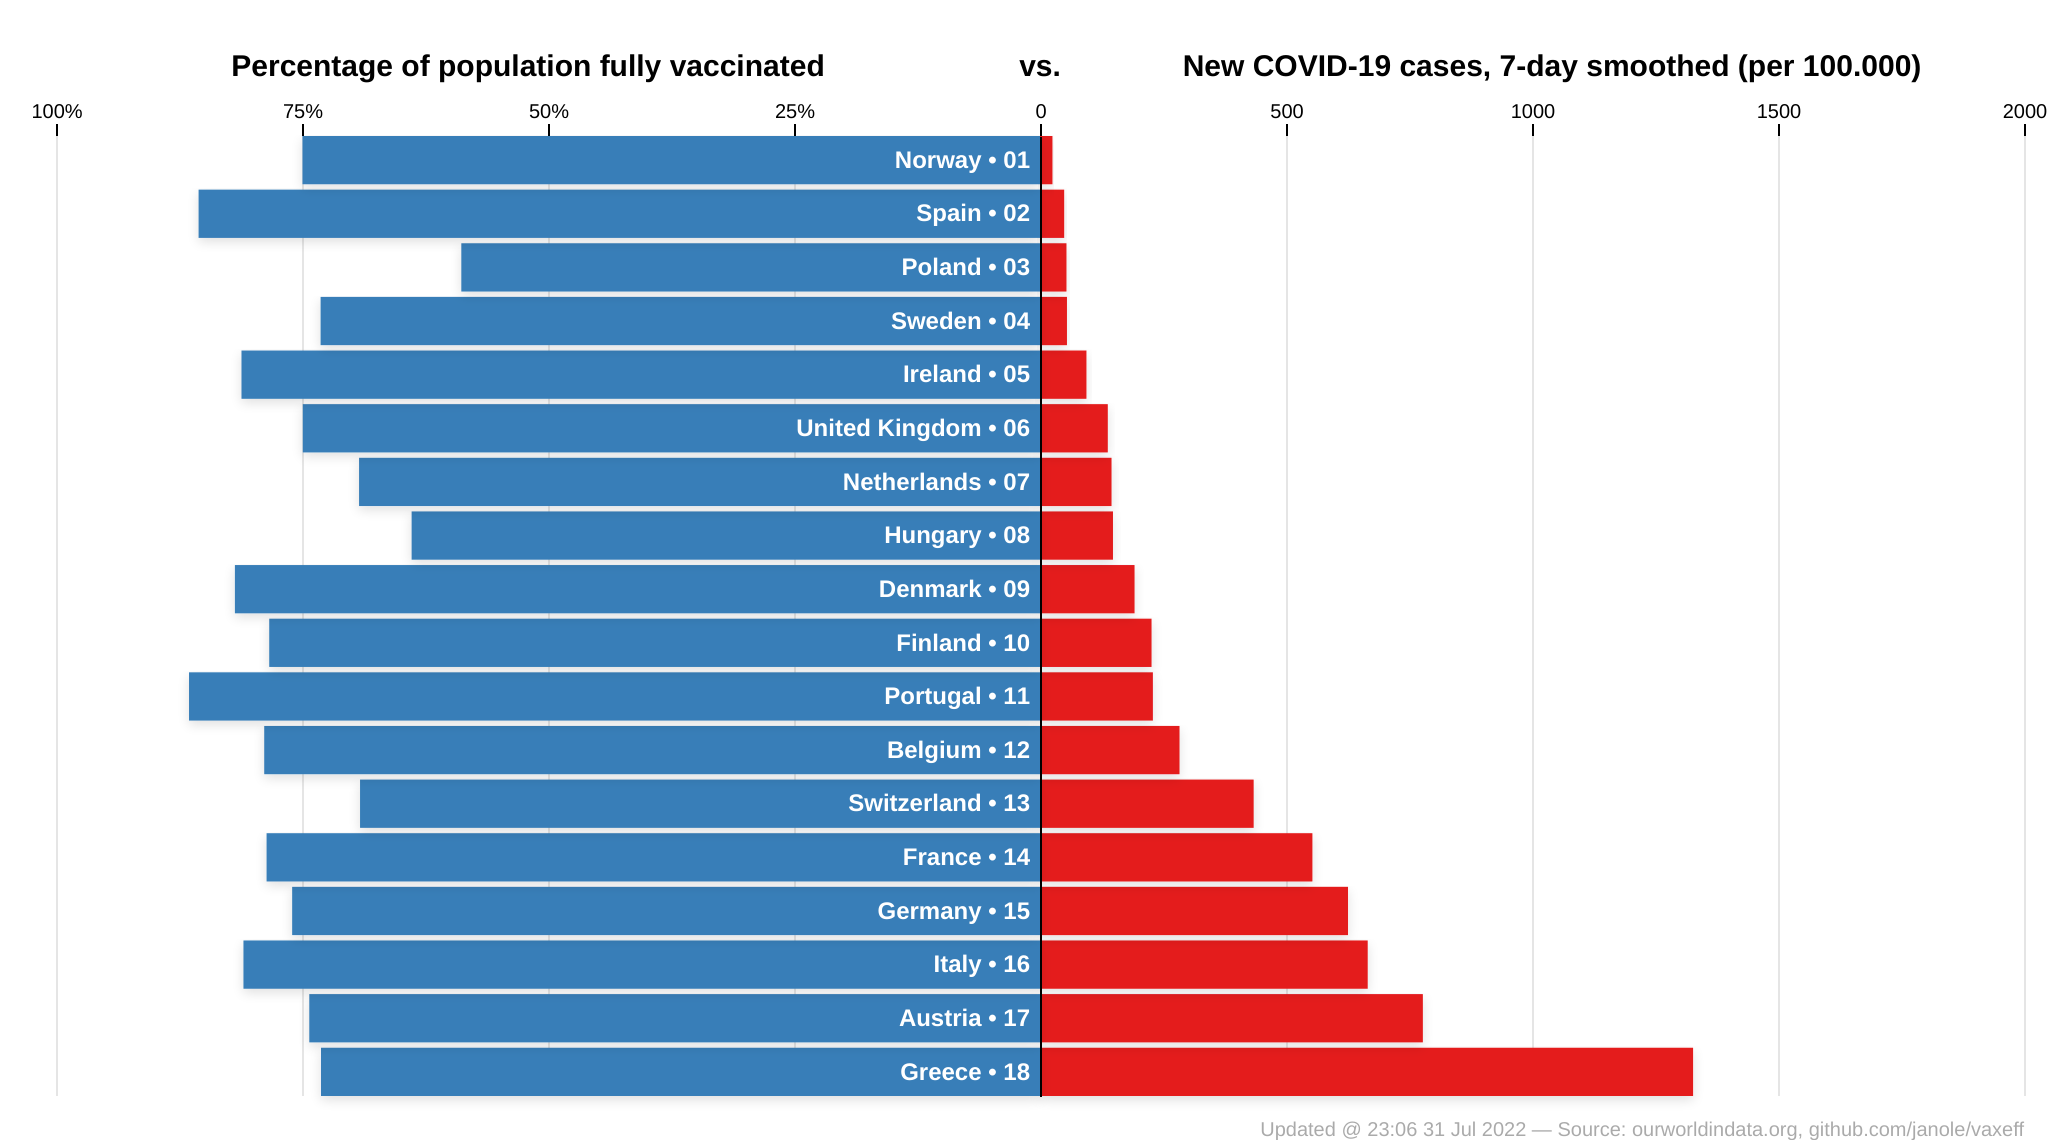 Percentage of population fully vaccinated vs. New COVID-19 cases, 7-day smoothed (per 100.000)
100% 75% 50% 25% 0 500 1000 1500 2000
Norway • 01
Spain • 02
Poland • 03
Sweden • 04
Ireland • 05
United Kingdom • 06
Netherlands • 07
Hungary • 08
Denmark • 09
Finland • 10
Portugal • 11
Belgium • 12
Switzerland • 13
France • 14
Germany • 15
Italy • 16
Austria • 17
Greece • 18
Updated @ 23:06 31 Jul 2022 — Source: ourworldindata.org, github.com/janole/vaxeff